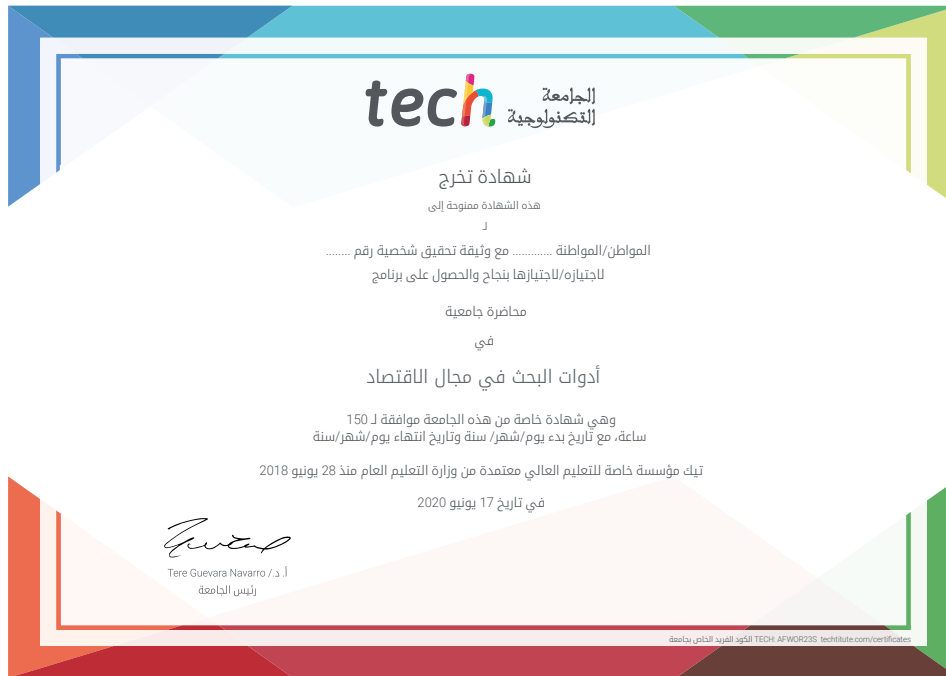 tech
الجامعة
التكنولوجية
شهادة تخرج
هذه الشهادة ممنوحة إلى
لـ
المواطن/المواطنة ............ مع وثيقة تحقيق شخصية رقم ........
لاجتيازه/لاجتيازها بنجاح والحصول على برنامج
محاضرة جامعية
في
أدوات البحث في مجال الاقتصاد
وهي شهادة خاصة من هذه الجامعة موافقة لـ 150
ساعة، مع تاريخ بدء يوم/شهر/ سنة وتاريخ انتهاء يوم/شهر/سنة
تيك مؤسسة خاصة للتعليم العالي معتمدة من وزارة التعليم العام منذ 28 يونيو 2018
في تاريخ 17 يونيو 2020
أ. د./ Tere Guevara Navarro
رئيس الجامعة
الكود الفريد الخاص بجامعة TECH: AFWOR23S techtitute.com/certificates